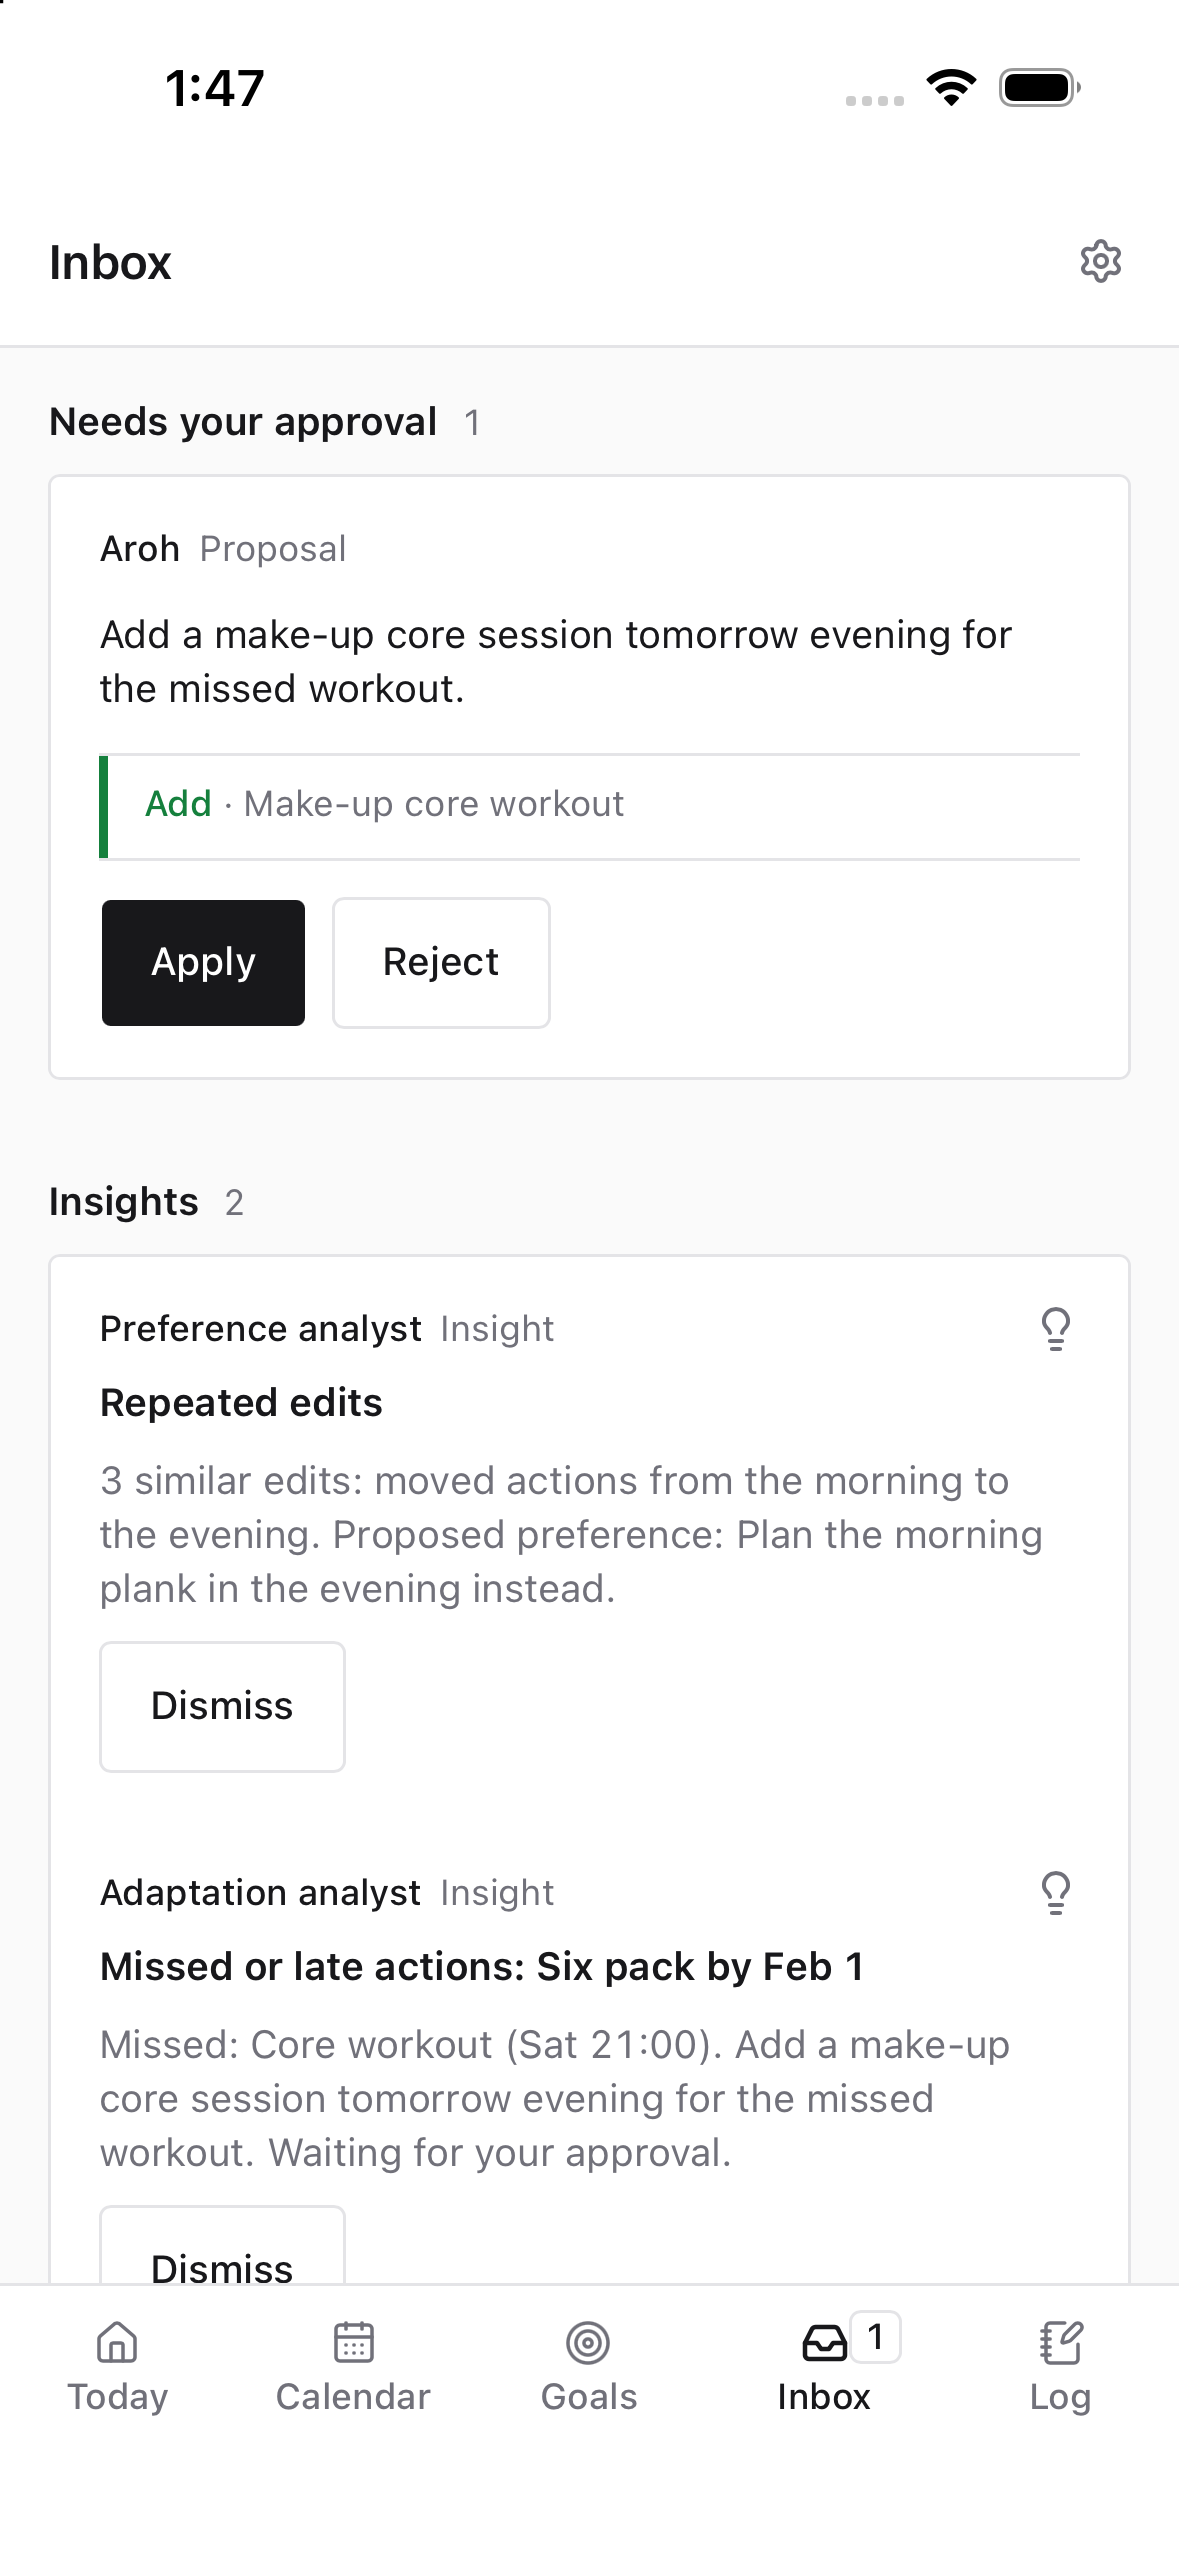 1:47
Inbox
Needs your approval 1
Aroh Proposal
Add a make-up core session tomorrow evening for
the missed workout.
Add · Make-up core workout
Apply Reject
Insights 2
Preference analyst Insight
Repeated edits
3 similar edits: moved actions from the morning to
the evening. Proposed preference: Plan the morning
plank in the evening instead.
Dismiss
Adaptation analyst Insight
Missed or late actions: Six pack by Feb 1
Missed: Core workout (Sat 21:00). Add a make-up
core session tomorrow evening for the missed
workout. Waiting for your approval.
Dismiss
1
Today Calendar Goals Inbox Log